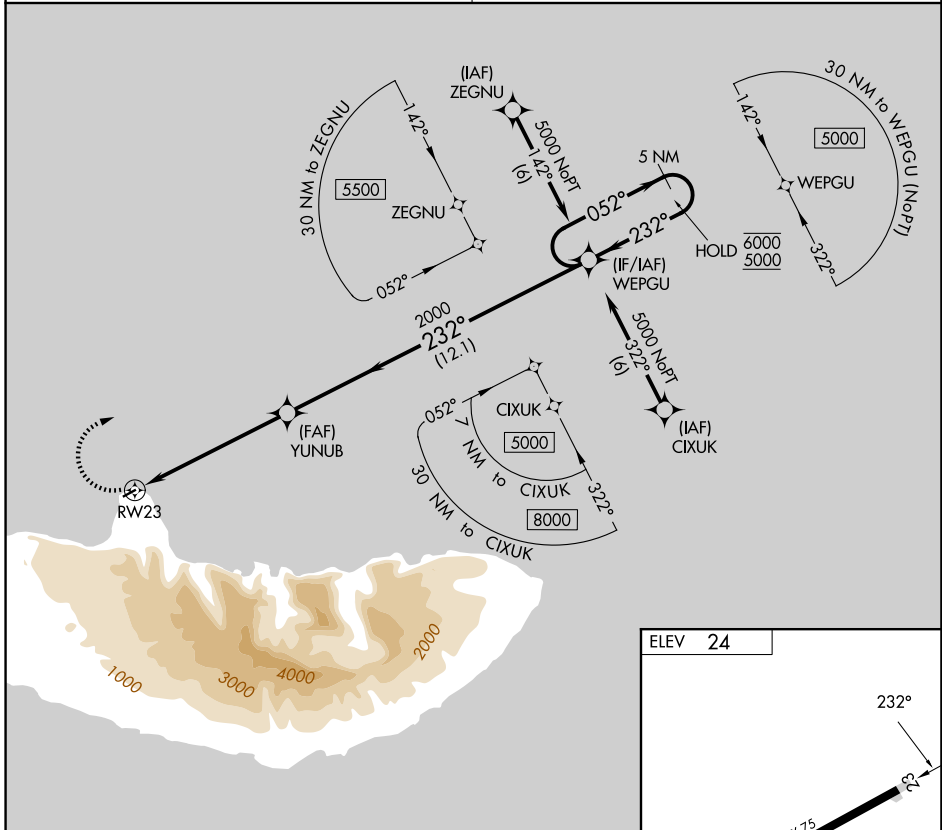 (IAF)
ZEGNU
5000 NoPT
142°
(6)
30 NM to ZEGNU
142°
5500
ZEGNU
052°
30 NM to WEPGU (NoPT)
142°
5000
WEPGU
322°
5 NM
052°
232°
HOLD
6000
5000
(IF/IAF)
WEPGU
2000
232°
(12.1)
5000 NoPT
322°
(6)
(IAF)
CIXUK
052°
CIXUK
5000
7 NM to CIXUK
322°
8000
30 NM to CIXUK
(FAF)
YUNUB
RW23
1000
3000
4000
2000
ELEV 24
232°
23
X 75